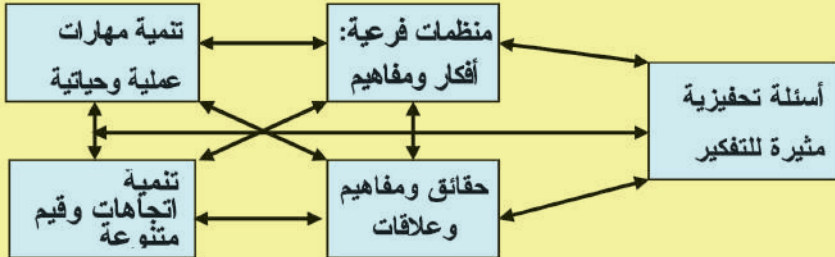 أسئلة تحفيزية
مثيرة للتفكير
منظمات فرعية:
أفكار ومفاهيم
تنمية مهارات
عملية وحياتية
حقائق ومفاهيم
وعلاقات
تنمية
اتجاهات وقيم
متنوعة